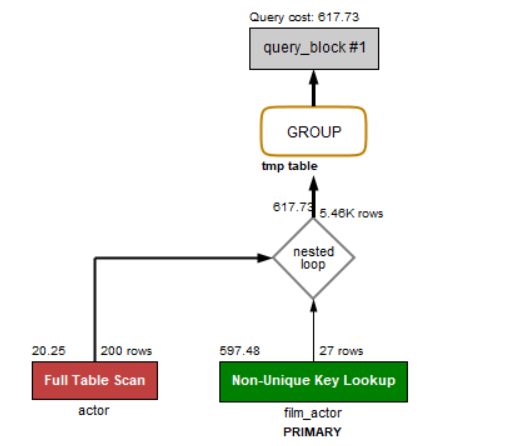 Query cost: 617.73
query_block #1
GROUP
tmp table
617.73
5.46K rows
nested
loop
20.25
200 rows
597.48
27 rows
Full Table Scan
Non-Unique Key Lookup
actor
film_actor
PRIMARY